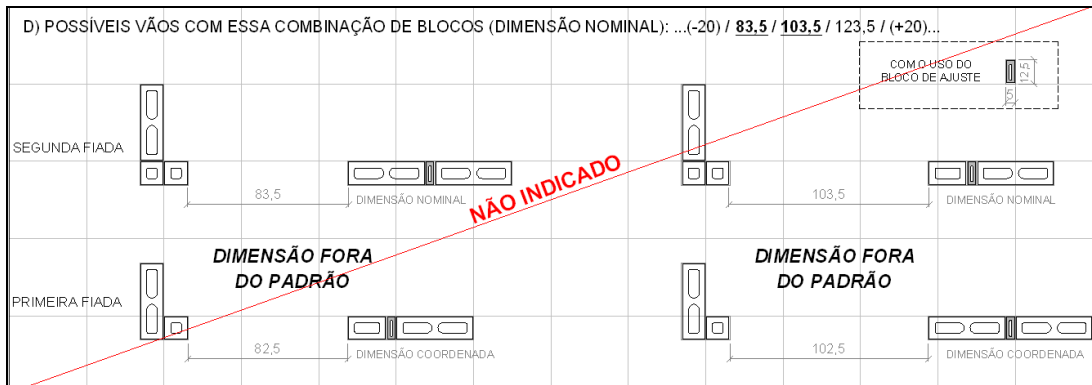 D) POSSÍVEIS VÃOS COM ESSA COMBINAÇÃO DE BLOCOS (DIMENSÃO NOMINAL): ...(-20) / 83,5 / 103,5 / 123,5 / (+20)...
COM O USO DO
BLOCO DE AJUSTE
12,5
5
SEGUNDA FIADA
83,5
DIMENSÃO NOMINAL
103,5
DIMENSÃO NOMINAL
NÃO INDICADO
DIMENSÃO FORA
DO PADRÃO
DIMENSÃO FORA
DO PADRÃO
PRIMEIRA FIADA
82,5
DIMENSÃO COORDENADA
102,5
DIMENSÃO COORDENADA